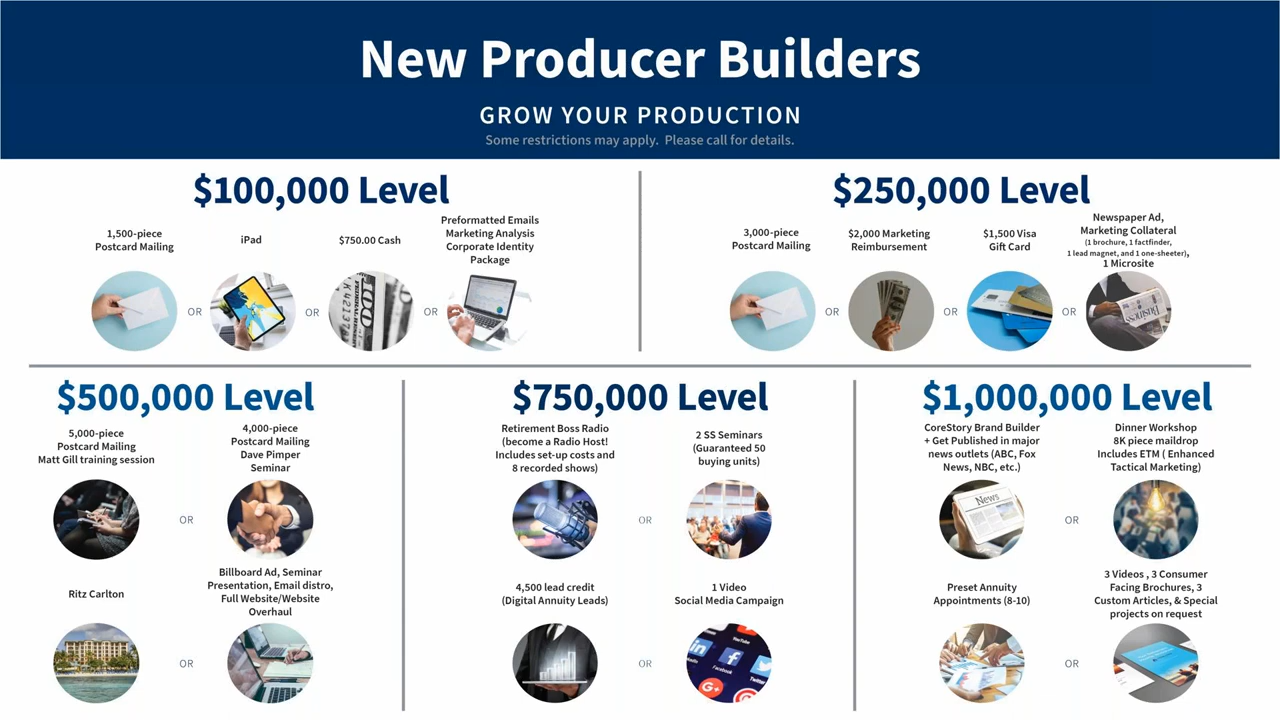 New Producer Builders
GROW YOUR PRODUCTION
Some restrictions may apply. Please call for details.
$100,000 Level
1,500-piece
Postcard Mailing
iPad
$750.00 Cash
Preformatted Emails
Marketing Analysis
Corporate Identity
Package
OR
OR
OR
$250,000 Level
3,000-piece
Postcard Mailing
$2,000 Marketing
Reimbursement
$1,500 Visa
Gift Card
Newspaper Ad,
Marketing Collateral
(1 brochure, 1 factfinder,
1 lead magnet, and 1 one-sheeter),
1 Microsite
OR
OR
OR
Business
$500,000 Level
5,000-piece
Postcard Mailing
Matt Gill training session
4,000-piece
Postcard Mailing
Dave Pimper
Seminar
OR
Ritz Carlton
Billboard Ad, Seminar
Presentation, Email distro,
Full Website/Website
Overhaul
OR
$750,000 Level
Retirement Boss Radio
(become a Radio Host!
Includes set-up costs and
8 recorded shows)
2 SS Seminars
(Guaranteed 50
buying units)
OR
4,500 lead credit
(Digital Annuity Leads)
1 Video
Social Media Campaign
OR
YouTube
Facebook
$1,000,000 Level
CoreStory Brand Builder
+ Get Published in major
news outlets (ABC, Fox
News, NBC, etc.)
Dinner Workshop
8K piece maildrop
Includes ETM ( Enhanced
Tactical Marketing)
News
OR
Preset Annuity
Appointments (8-10)
3 Videos , 3 Consumer
Facing Brochures, 3
Custom Articles, & Special
projects on request
OR